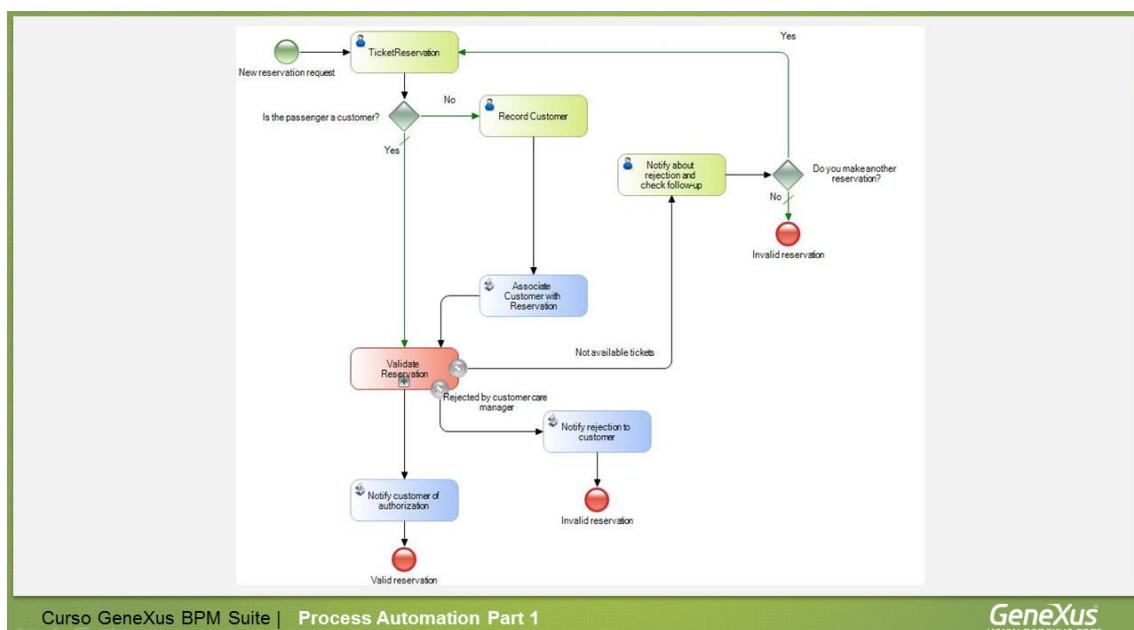 Yes
TicketReservation
New reservation request
Is the passenger a customer?
No
Record Customer
Yes
Notify about
rejection and
check follow-up
Do you make another
reservation?
No
Invalid reservation
Associate
Customer with
Reservation
Not available tickets
Validate
Reservation
Rejected by customer care
manager
Notify rejection to
customer
Notify customer of
authorization
Invalid reservation
Valid reservation
Curso GeneXus BPM Suite | Process Automation Part 1
GeneXus